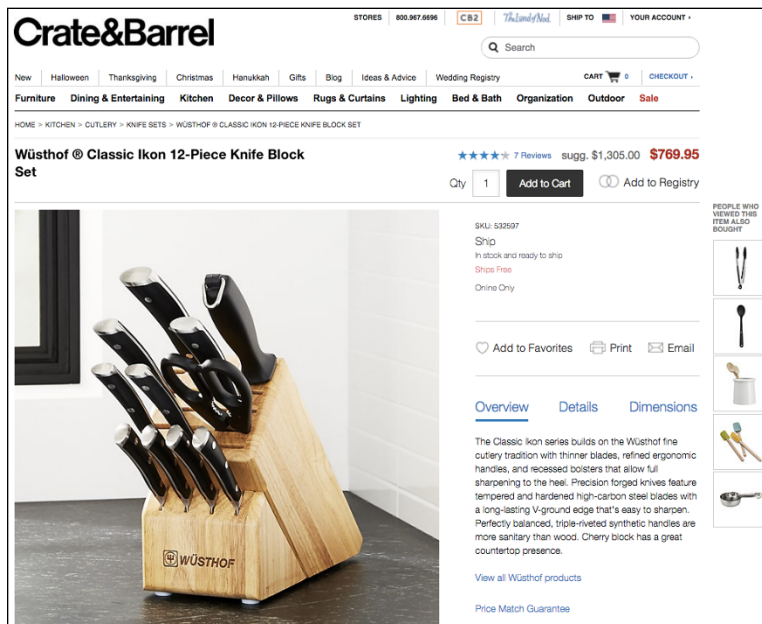 STORES
800.967.6696
CB2
The Land of Nod
SHIP TO
YOUR ACCOUNT
Crate&Barrel
Search
New
Halloween
Thanksgiving
Christmas
Hanukkah
Gifts
Blog
Ideas & Advice
Wedding Registry
CART 0
CHECKOUT
Furniture
Dining & Entertaining
Kitchen
Decor & Pillows
Rugs & Curtains
Lighting
Bed & Bath
Organization
Outdoor
Sale
HOME > KITCHEN > CUTLERY > KNIFE SETS > WÜSTHOF ® CLASSIC IKON 12-PIECE KNIFE BLOCK SET
Wüsthof ® Classic Ikon 12-Piece Knife Block
Set
7 Reviews
sugg. $1,305.00
$769.95
Qty 1
Add to Cart
Add to Registry
PEOPLE WHO
VIEWED THIS
ITEM ALSO
BOUGHT
SKU: 532597
Ship
In stock and ready to ship
Ships Free
Online Only
Add to Favorites
Print
Email
Overview
Details
Dimensions
The Classic Ikon series builds on the Wüsthof fine
cutlery tradition with thinner blades, refined ergonomic
handles, and recessed bolsters that allow full
sharpening to the heel. Precision forged knives feature
tempered and hardened high-carbon steel blades with
a long-lasting V-ground edge that's easy to sharpen.
Perfectly balanced, triple-riveted synthetic handles are
more sanitary than wood. Cherry block has a great
countertop presence.
View all Wüsthof products
Price Match Guarantee
WÜSTHOF